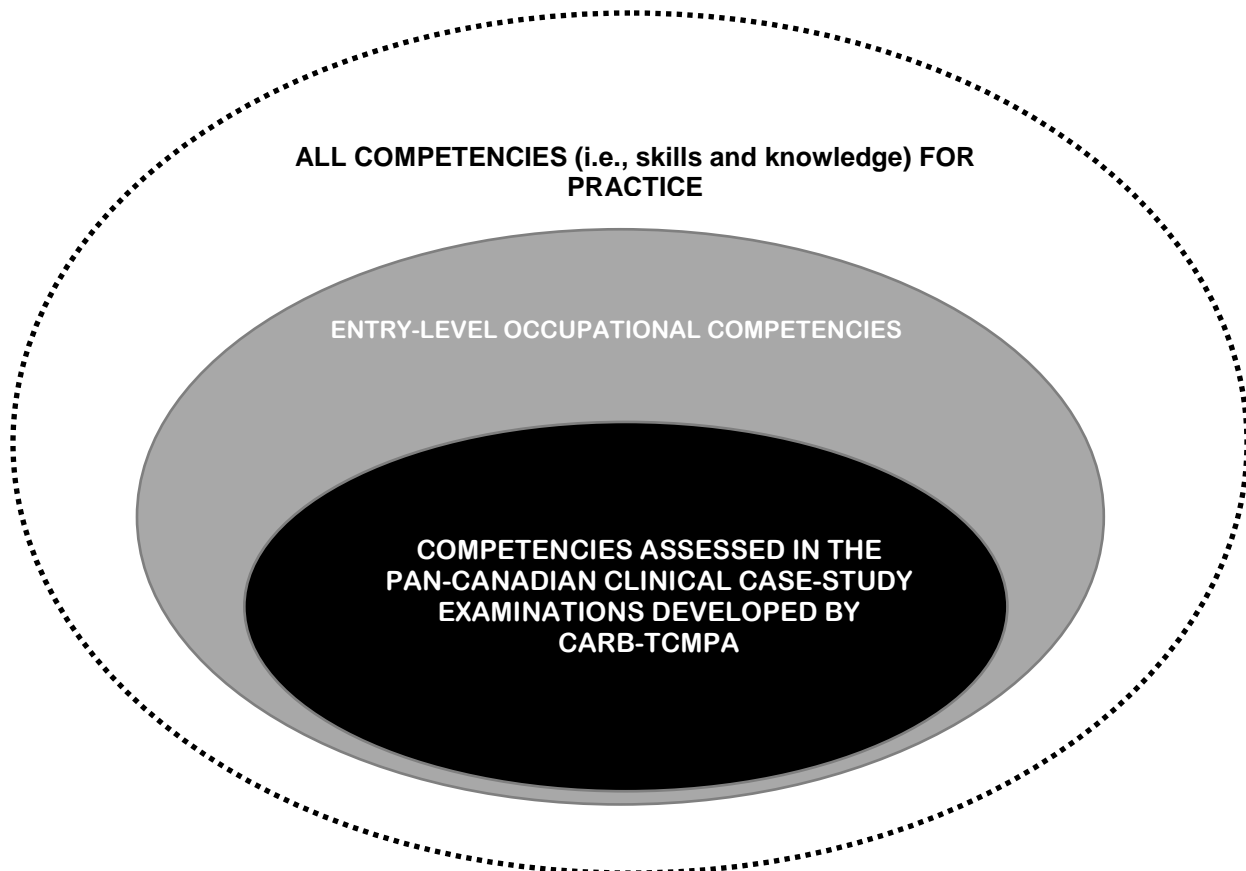 ALL COMPETENCIES (i.e., skills and knowledge) FOR
PRACTICE
ENTRY-LEVEL OCCUPATIONAL COMPETENCIES
COMPETENCIES ASSESSED IN THE
PAN-CANADIAN CLINICAL CASE-STUDY
EXAMINATIONS DEVELOPED BY
CARB-TCMPA